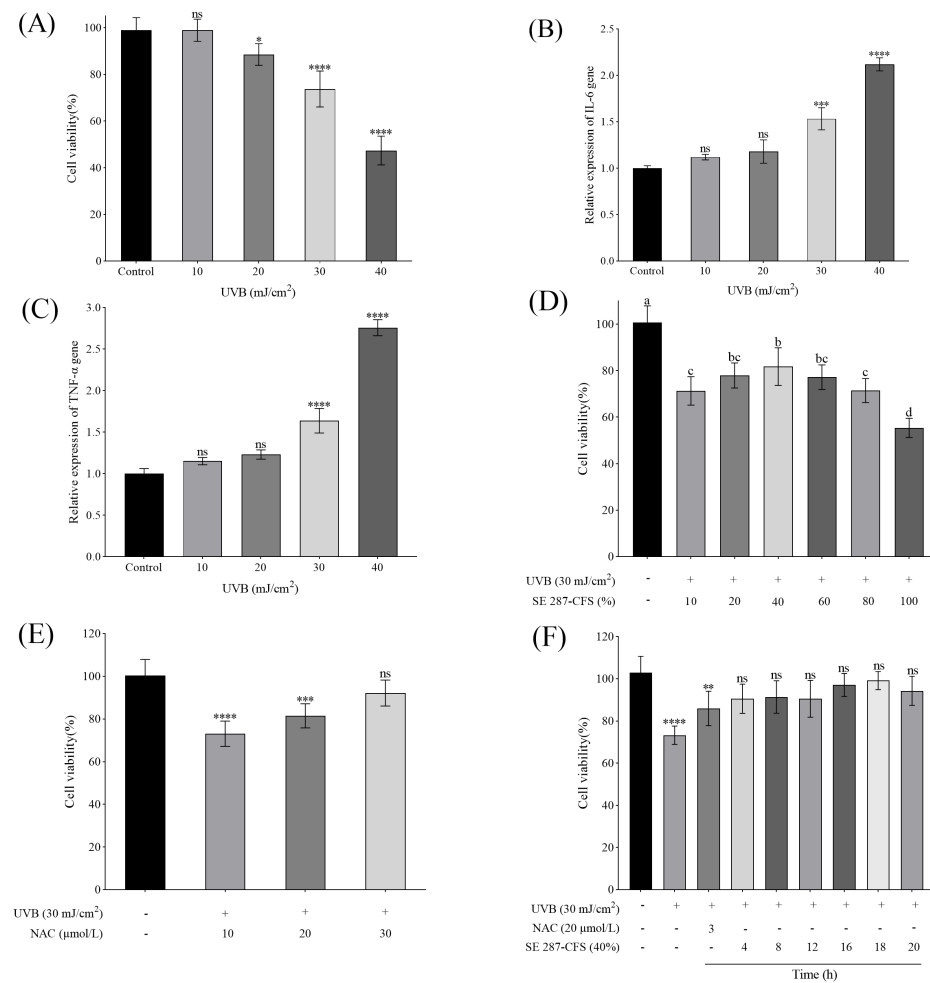 (A)
Cell viability(%)
100
80
60
40
20
0
ns
*
****
****
Control 10 20 30 40
UVB (mJ/cm²)
(B)
Relative expression of IL-6 gene
2.5
2.0
1.5
1.0
0.5
0.0
ns
ns
***
****
Control 10 20 30 40
UVB (mJ/cm²)
(C)
Relative expression of TNF-α gene
3.0
2.5
2.0
1.5
1.0
0.5
0.0
ns
ns
****
****
Control 10 20 30 40
UVB (mJ/cm²)
(D)
Cell viability(%)
100
80
60
40
20
0
a
c
bc
b
bc
c
d
UVB (30 mJ/cm²) - + + + + + +
SE 287-CFS (%) - 10 20 40 60 80 100
(E)
Cell viability(%)
120
100
80
60
40
20
0
****
***
ns
UVB (30 mJ/cm²) - + + +
NAC (μmol/L) - 10 20 30
(F)
Cell viability(%)
120
100
80
60
40
20
0
****
**
ns
ns
ns
ns
ns
ns
UVB (30 mJ/cm²) - + + + + + + + +
NAC (20 μmol/L) - - 3 - - - - - -
SE 287-CFS (40%) - - - 4 8 12 16 18 20
Time (h)